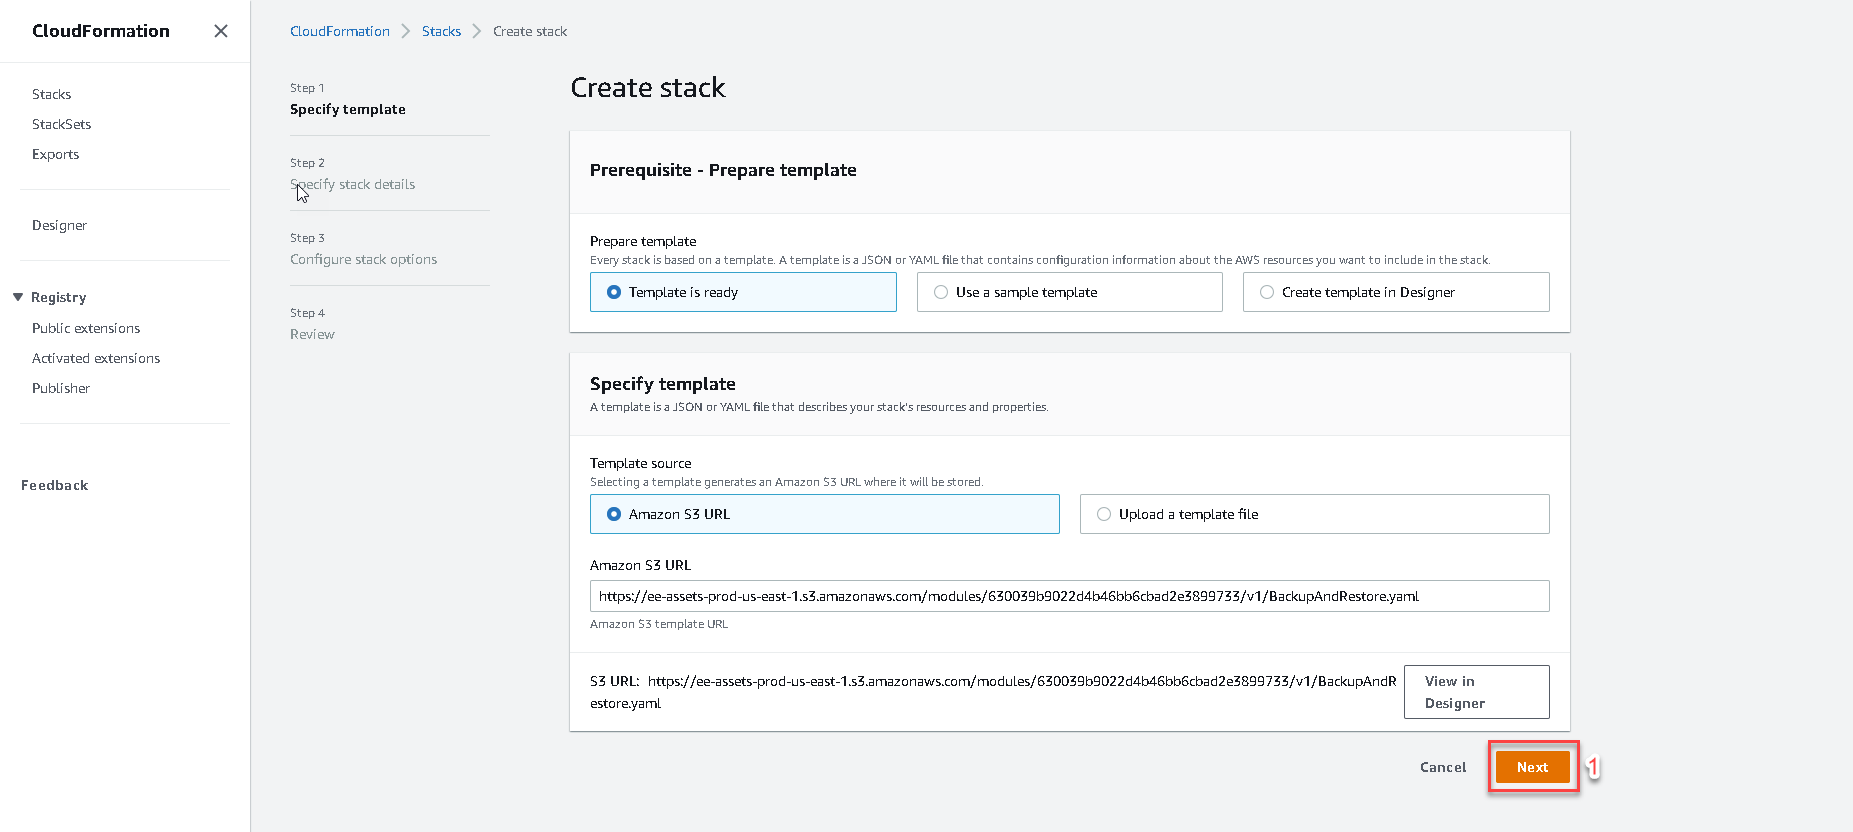 CloudFormation
Stacks
StackSets
Exports
Designer
Registry
Public extensions
Activated extensions
Publisher
Feedback
CloudFormation > Stacks > Create stack
Step 1
Specify template
Step 2
Specify stack details
Step 3
Configure stack options
Step 4
Review
Create stack
Prerequisite - Prepare template
Prepare template
Every stack is based on a template. A template is a JSON or YAML file that contains configuration information about the AWS resources you want to include in the stack.
Template is ready
Use a sample template
Create template in Designer
Specify template
A template is a JSON or YAML file that describes your stack's resources and properties.
Template source
Selecting a template generates an Amazon S3 URL where it will be stored.
Amazon S3 URL
Upload a template file
Amazon S3 URL
https://ee-assets-prod-us-east-1.s3.amazonaws.com/modules/630039b9022d4b46bb6cbad2e3899733/v1/BackupAndRestore.yaml
Amazon S3 template URL
S3 URL: https://ee-assets-prod-us-east-1.s3.amazonaws.com/modules/630039b9022d4b46bb6cbad2e3899733/v1/BackupAndR
estore.yaml
View in
Designer
Cancel
Next
1